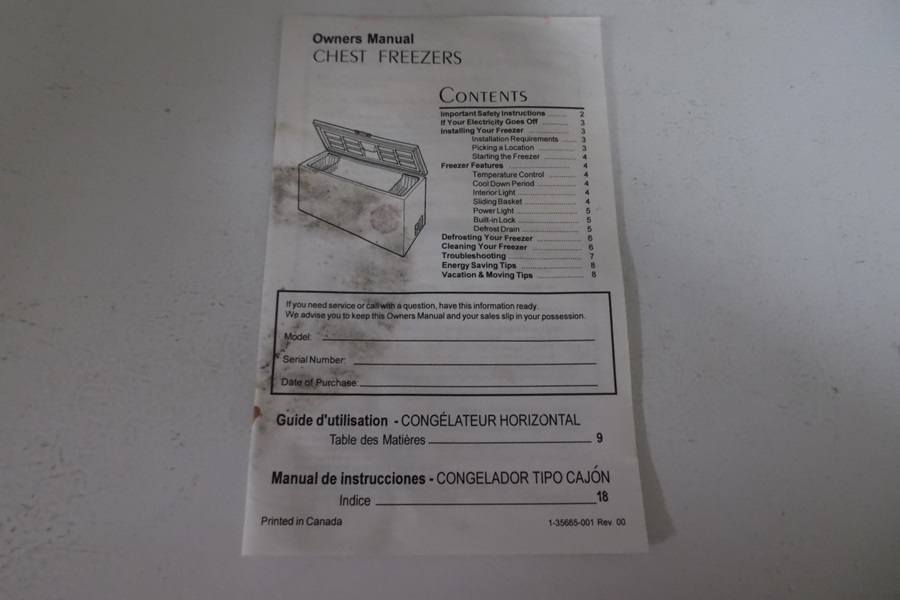 Owners Manual
CHEST FREEZERS
CONTENTS
Important Safety Instructions ........ 2
If Your Electricity Goes Off ........... 3
Installing Your Freezer ................. 3
Installation Requirements ...... 3
Picking a Location ................. 3
Starting the Freezer .............. 4
Freezer Features .......................... 4
Temperature Control ............ 4
Cool Down Period ................. 4
Interior Light .......................... 4
Sliding Basket ....................... 4
Power Light ........................... 5
Built-in Lock .......................... 5
Defrost Drain ......................... 5
Defrosting Your Freezer ............... 6
Cleaning Your Freezer ................. 6
Troubleshooting ........................... 7
Energy Saving Tips ...................... 8
Vacation & Moving Tips ............... 8
If you need service or call with a question, have this information ready.
We advise you to keep this Owners Manual and your sales slip in your possession.
Model:
Serial Number:
Date of Purchase
Guide d'utilisation - CONGÉLATEUR HORIZONTAL
Table des Matières 9
Manual de instrucciones - CONGELADOR TIPO CAJÓN
Indice 18
Printed in Canada
1-35665-001 Rev. 00